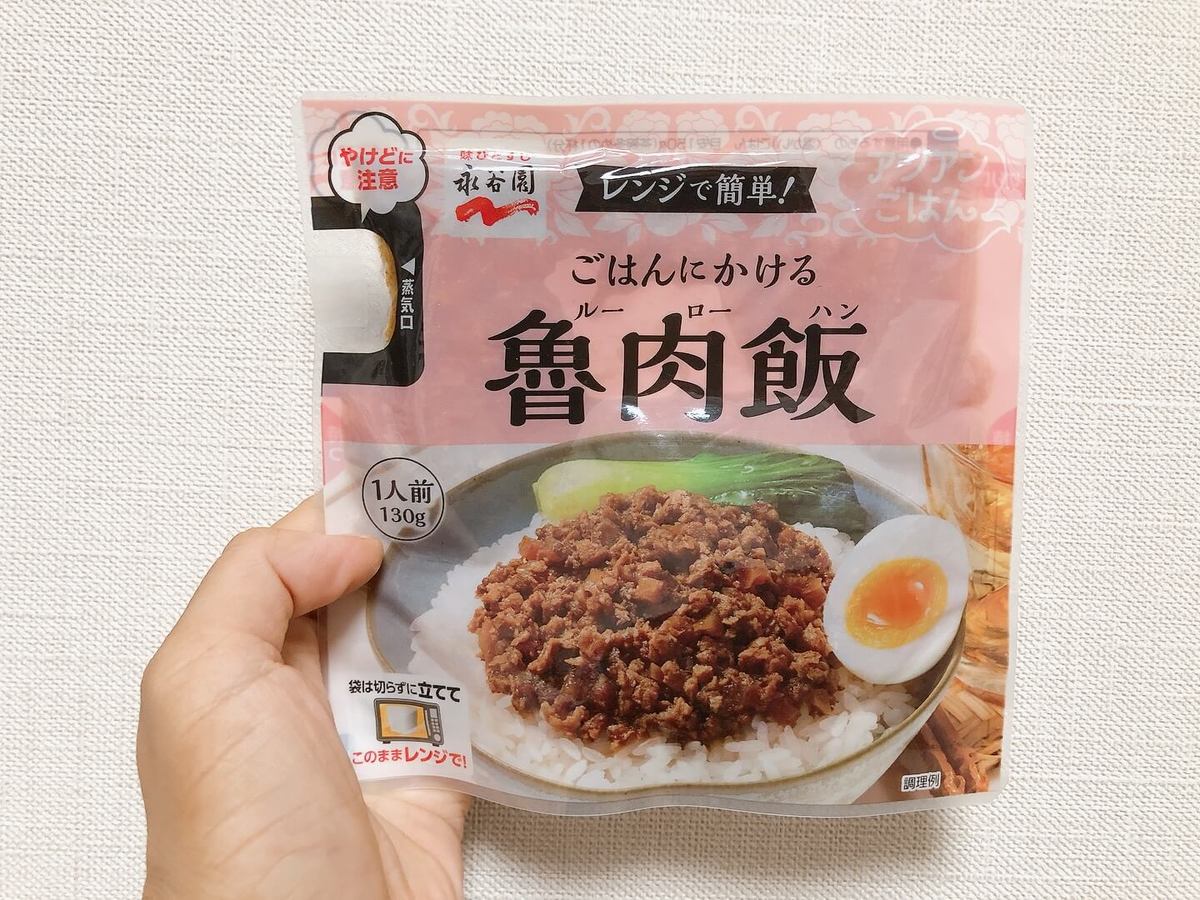 やけどに
注意
味ひとすじ
永谷園
レンジで簡単!
アジアン
ごはん
蒸気口
ごはんにかける
ルーローハン
魯肉飯
1人前
130g
袋は切らずに立てて
このままレンジで!
調理例